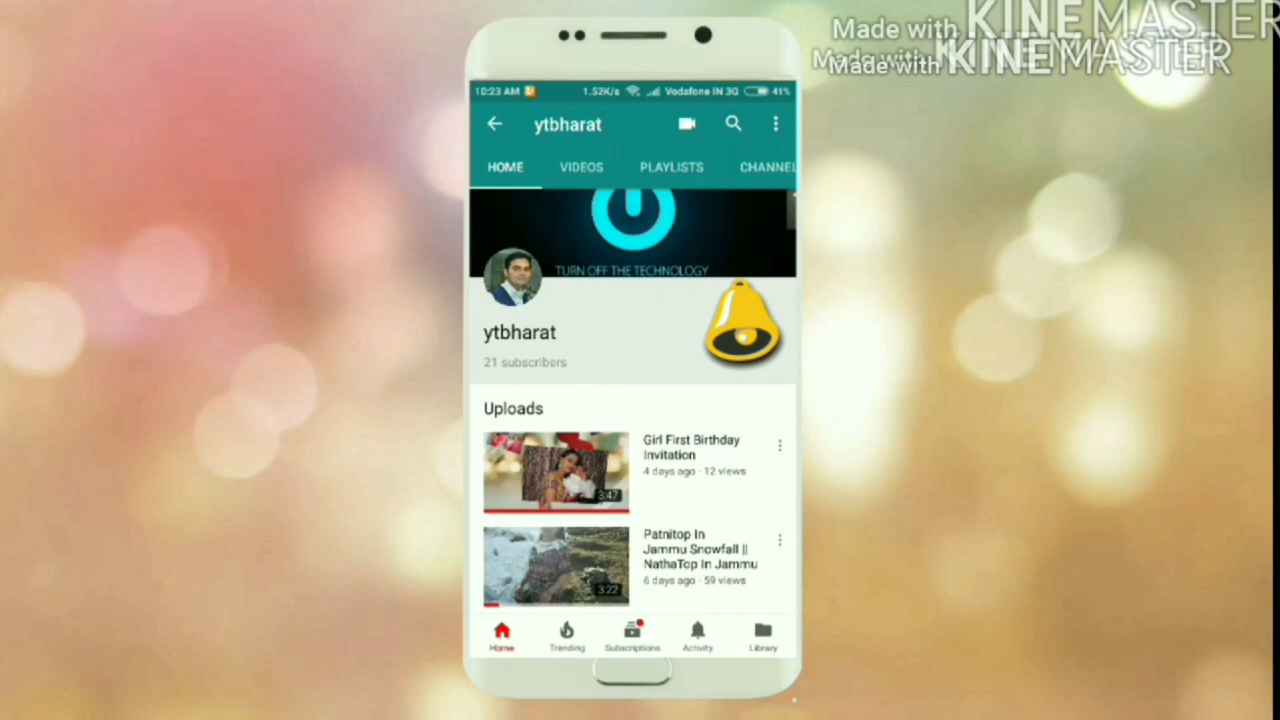 Made with KINEMASTER
Made with KINEMASTER
Made with KINEMASTER
10:23 AM 1.52K/s Vodafone IN 3G 41%
ytbharat
HOME VIDEOS PLAYLISTS CHANNEL
TURN OFF THE TECHNOLOGY
ytbharat
21 subscribers
Uploads
Girl First Birthday
Invitation
4 days ago · 12 views
3:47
Patnitop In
Jammu Snowfall ||
NathaTop In Jammu
6 days ago · 59 views
3:22
Home Trending Subscriptions Activity Library